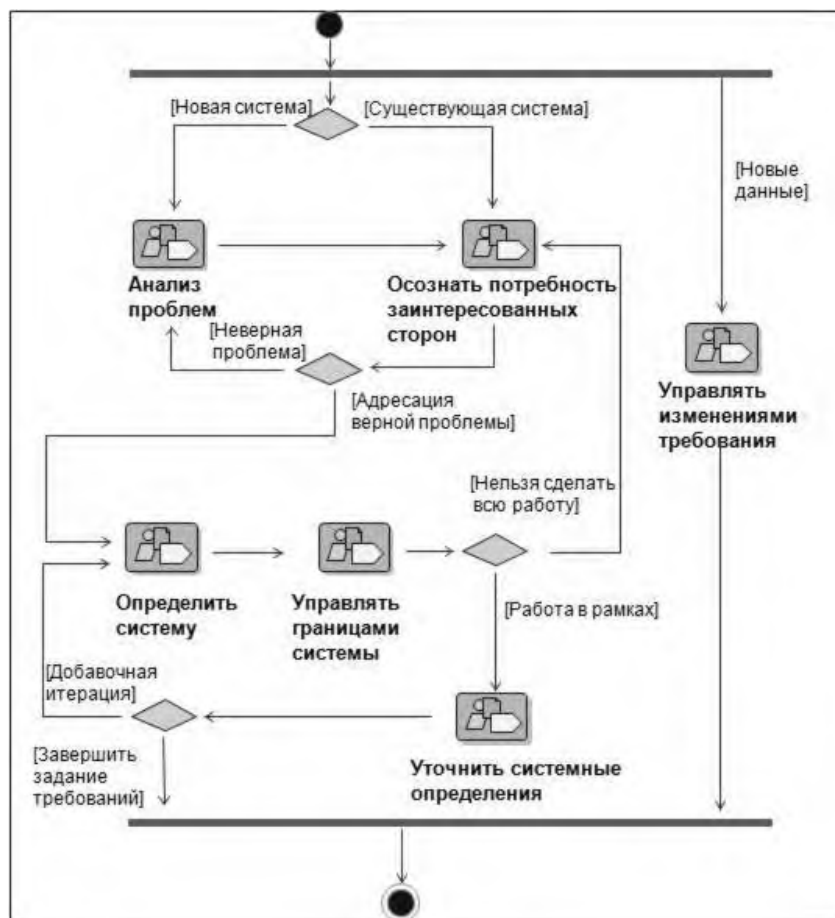 [Новая система]
[Существующая система]
[Новые
данные]
Анализ
проблем
Осознать потребность
заинтересованных
сторон
[Неверная
проблема]
[Адресация
верной проблемы]
Управлять
изменениями
требования
[Нельзя сделать
всю работу]
Определить
систему
Управлять
границами
системы
[Работа в рамках]
[Добавочная
итерация]
[Завершить
задание
требований]
Уточнить системные
определения